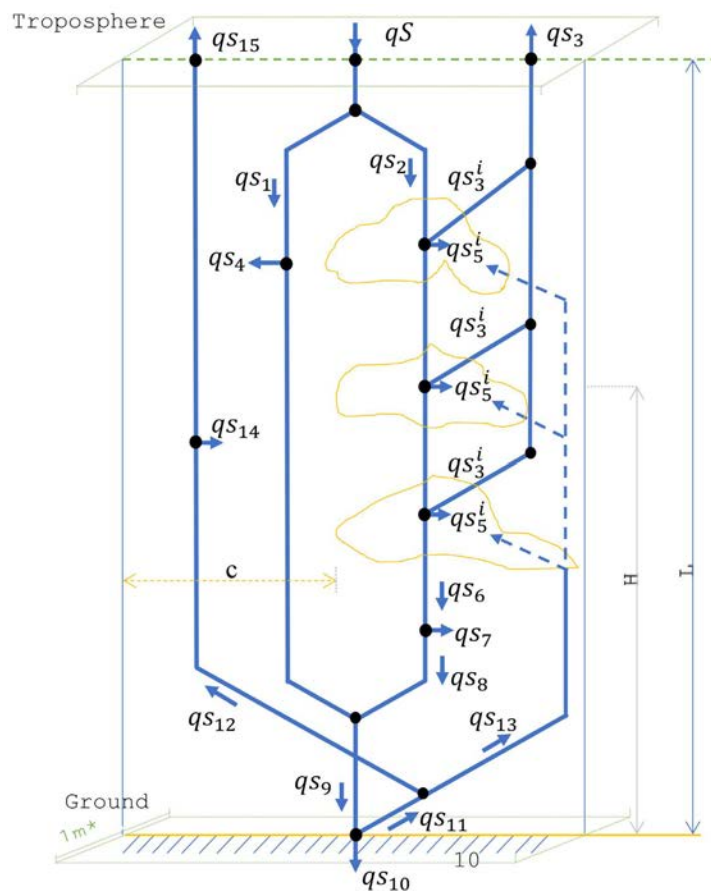 Troposphere
qs₁₅
qS
qs₃
qs₁
qs₂
qs₃ⁱ
qs₄
qs₅ⁱ
qs₃ⁱ
qs₅ⁱ
qs₁₄
qs₃ⁱ
qs₅ⁱ
c
H
L
qs₆
qs₇
qs₈
qs₁₂
qs₁₃
qs₉
Ground
1m*
qs₁₁
10
qs₁₀